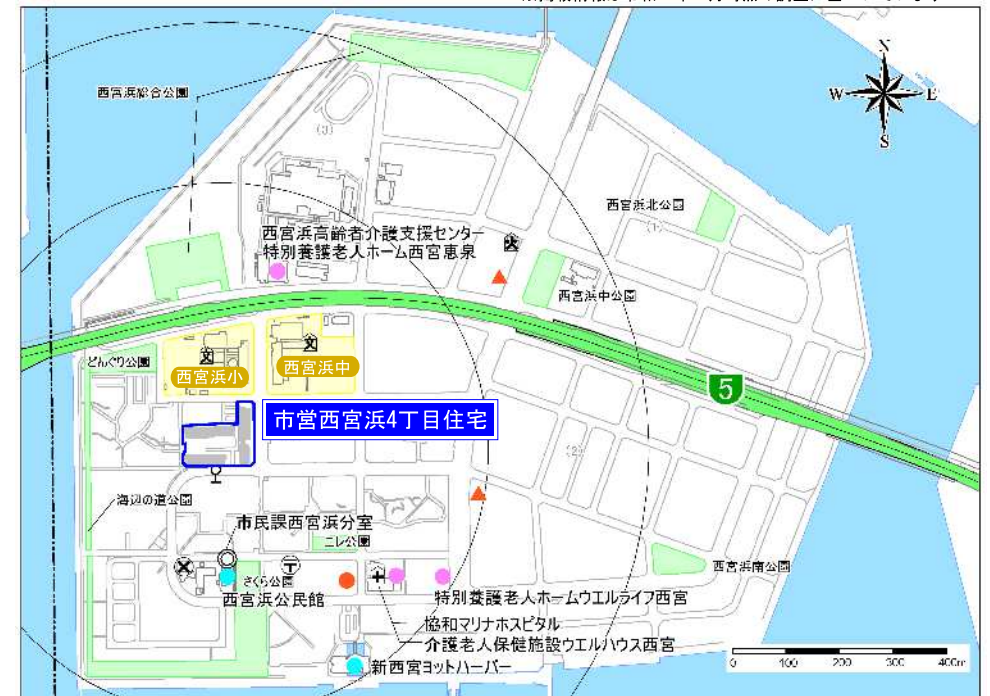 N
W
E
S
西宮浜総合公園
(3)
西宮浜北公園
(1)
西宮浜高齢者介護支援センター
特別養護老人ホーム西宮恵泉
西宮浜中公園
どんぐり公園
文
文
西宮浜小
西宮浜中
5
市営西宮浜4丁目住宅
(2)
海辺の道公園
市民課西宮浜分室
ニレ公園
さくら公園
西宮浜公民館
西宮浜南公園
特別養護老人ホームウエルライフ西宮
協和マリナホスピタル
介護老人保健施設ウエルハウス西宮
新西宮ヨットハーバー
0 100 200 300 400m